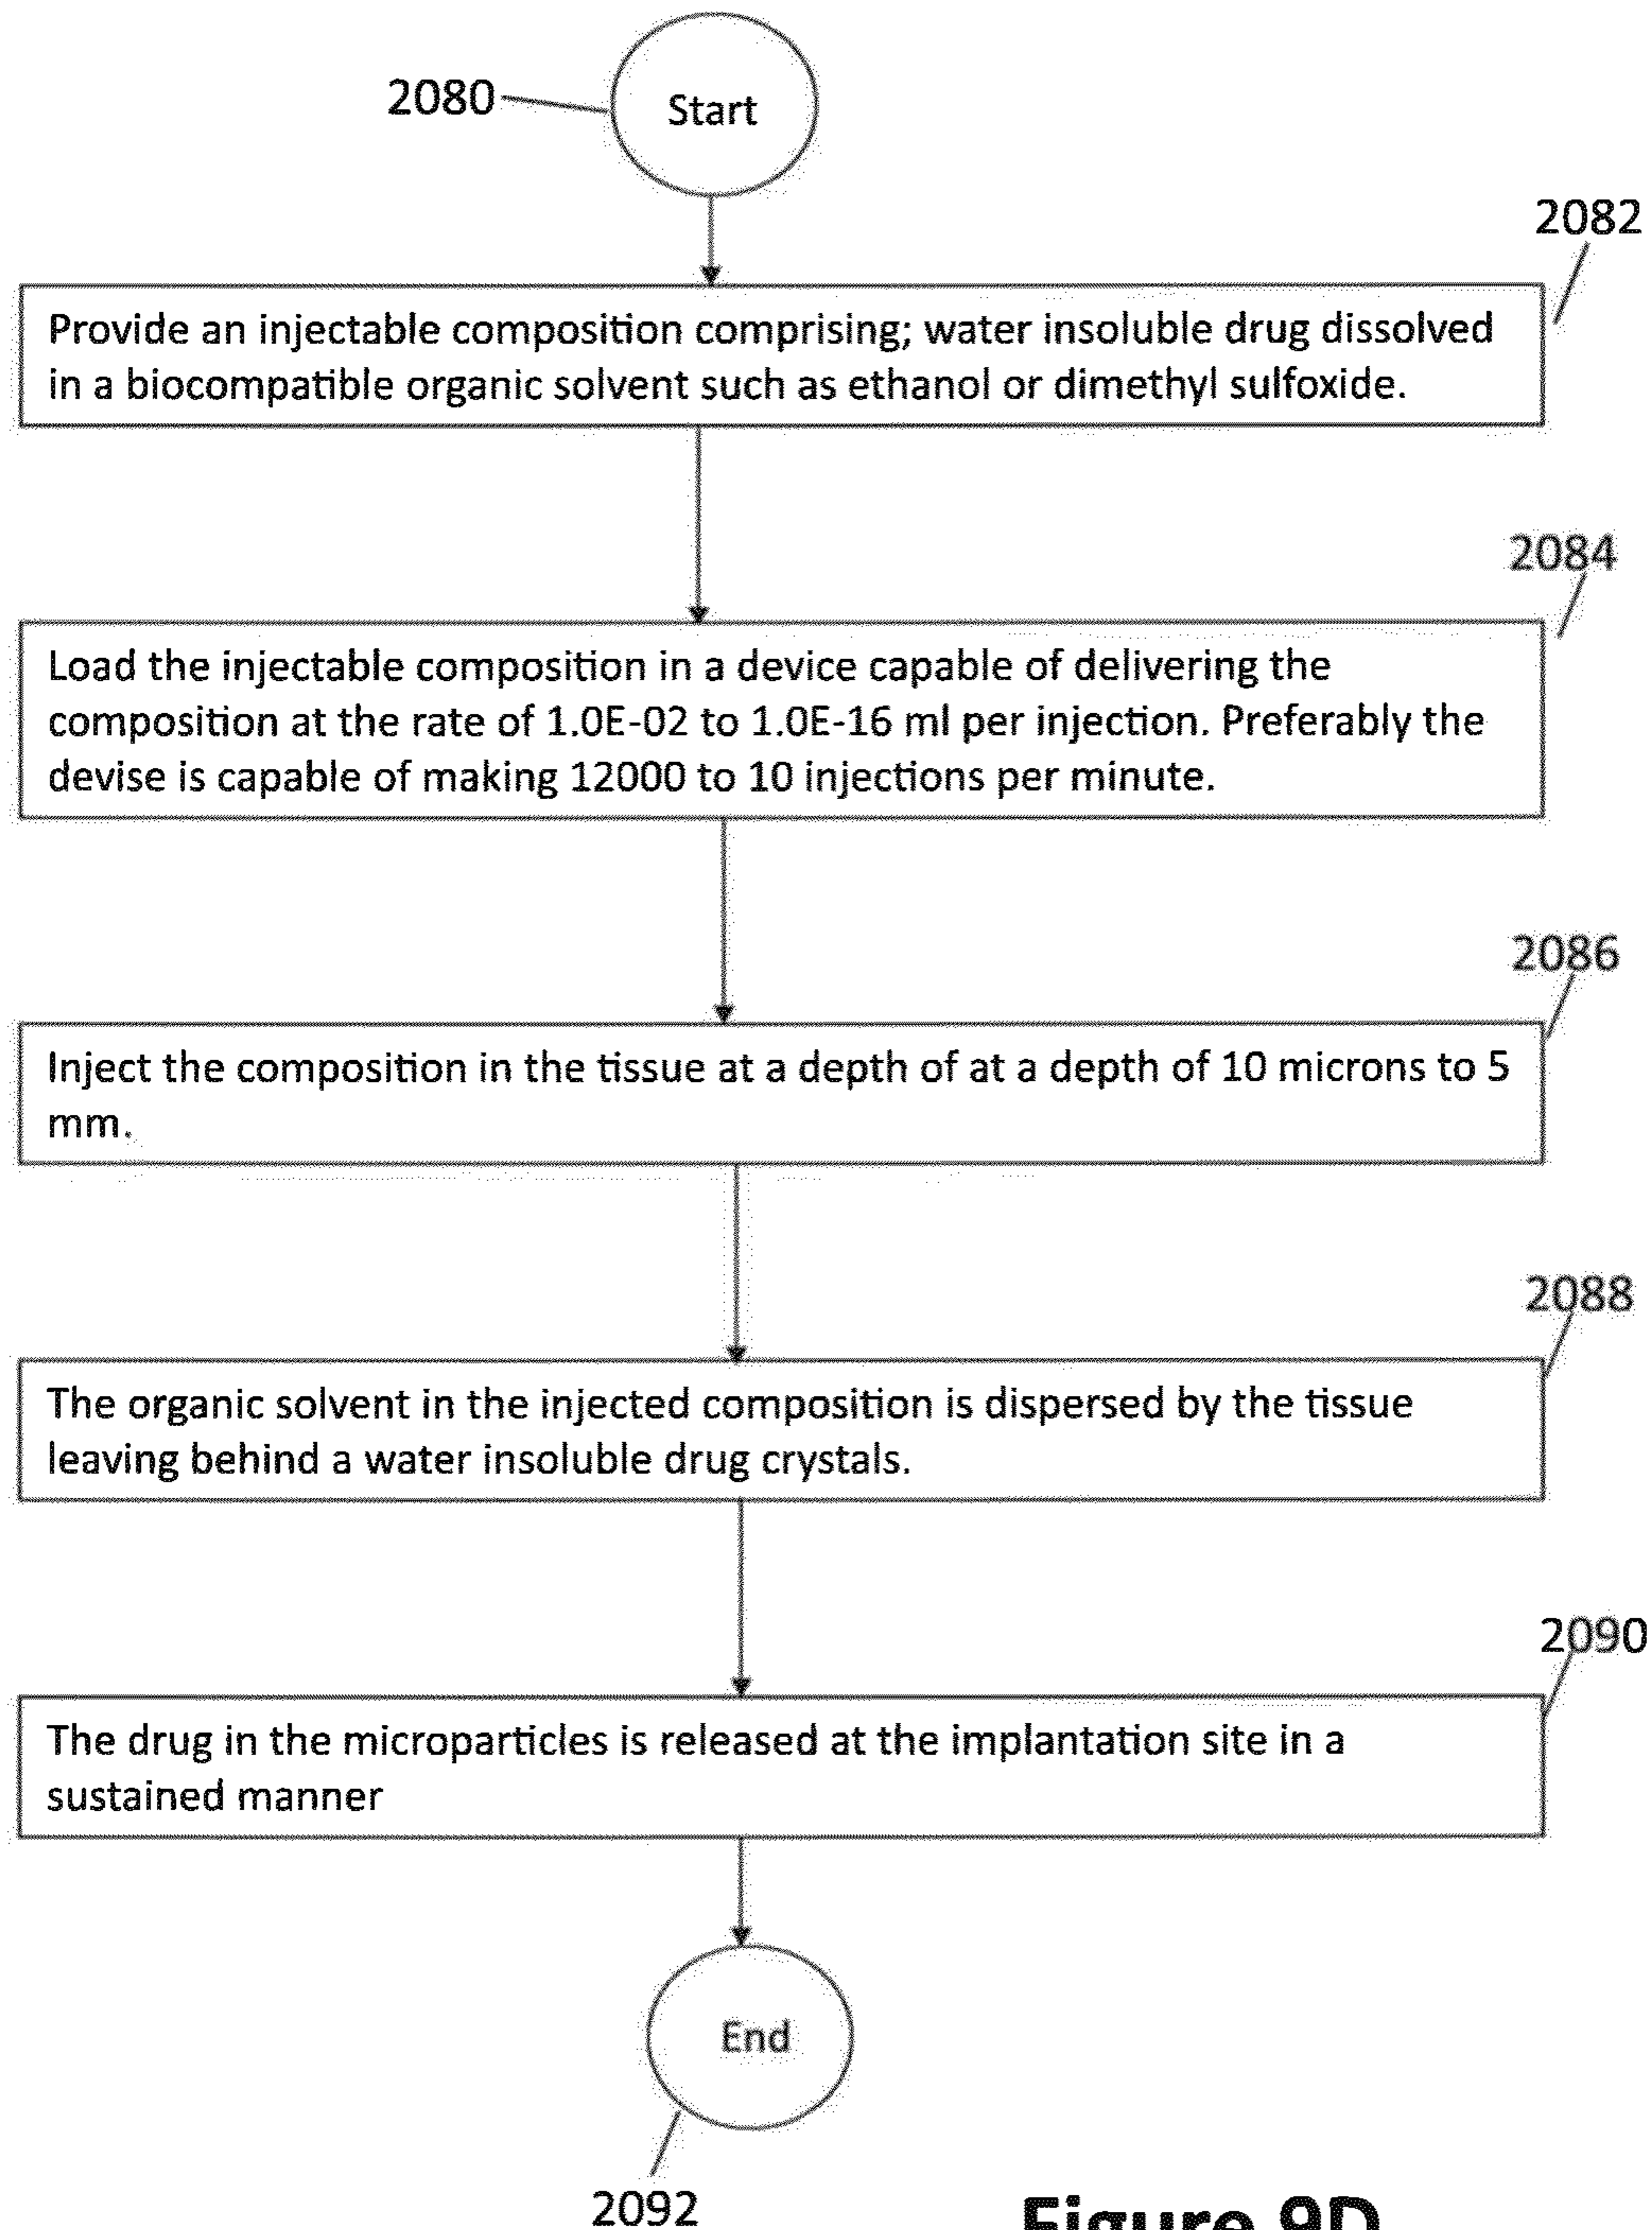 2080
Start
2082
Provide an injectable composition comprising; water insoluble drug dissolved
in a biocompatible organic solvent such as ethanol or dimethyl sulfoxide.
2084
Load the injectable composition in a device capable of delivering the
composition at the rate of 1.0E-02 to 1.0E-16 ml per injection. Preferably the
devise is capable of making 12000 to 10 injections per minute.
2086
Inject the composition in the tissue at a depth of at a depth of 10 microns to 5
mm.
2088
The organic solvent in the injected composition is dispersed by the tissue
leaving behind a water insoluble drug crystals.
2090
The drug in the microparticles is released at the implantation site in a
sustained manner
End
2092
Figure 9D